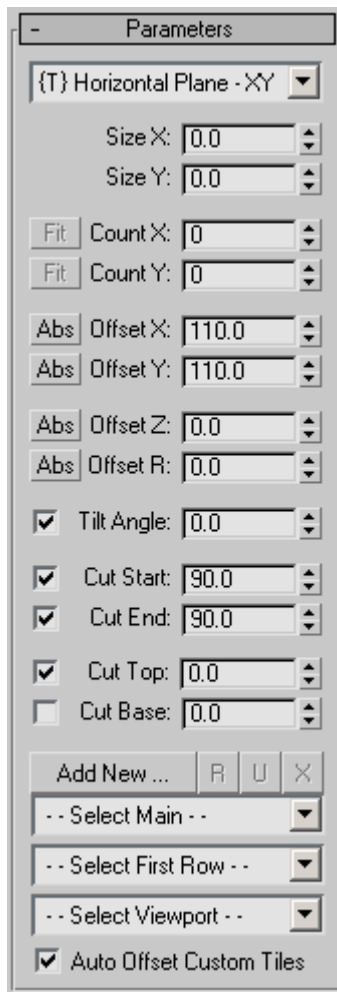 - Parameters
{T} Horizontal Plane - XY
Size X: 0.0
Size Y: 0.0
Fit Count X: 0
Fit Count Y: 0
Abs Offset X: 110.0
Abs Offset Y: 110.0
Abs Offset Z: 0.0
Abs Offset R: 0.0
Tilt Angle: 0.0
Cut Start: 90.0
Cut End: 90.0
Cut Top: 0.0
Cut Base: 0.0
Add New ... R U X
- - Select Main - -
- - Select First Row - -
- - Select Viewport - -
Auto Offset Custom Tiles